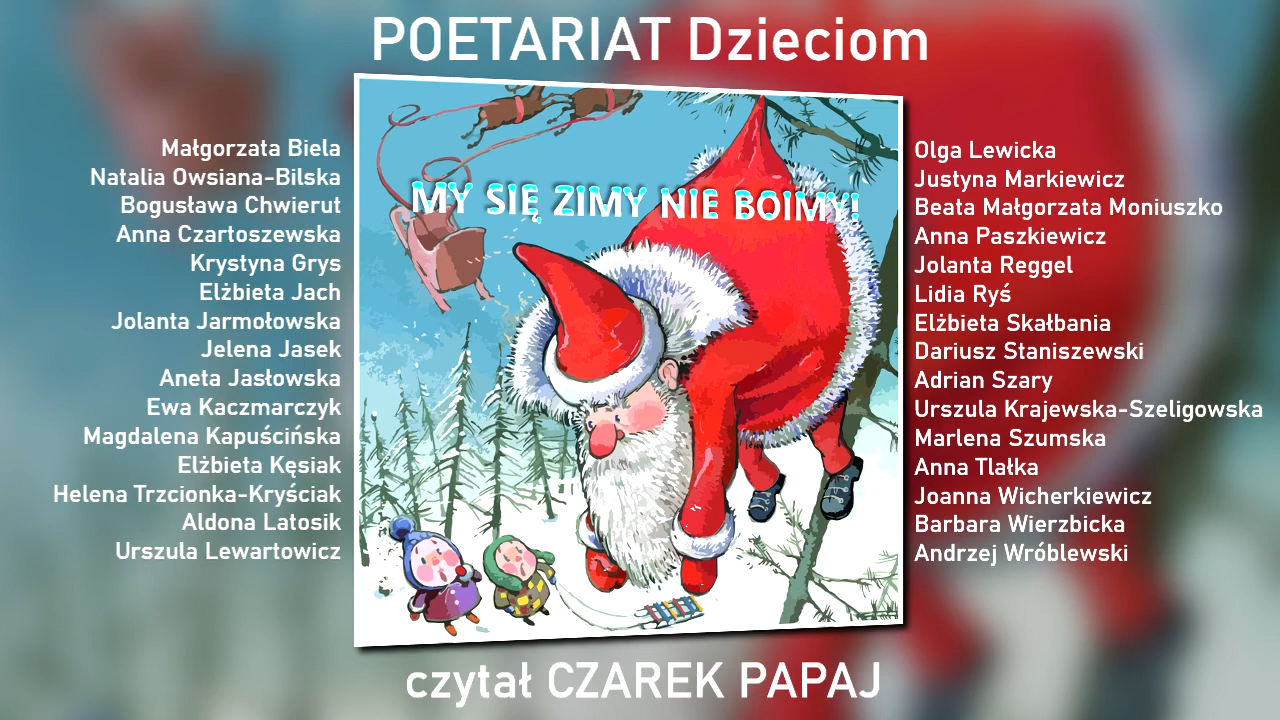 POETARIAT Dzieciom
MY SIĘ ZIMY NIE BOIMY!
Małgorzata Biela
Natalia Owsiana-Bilska
Bogusława Chwierut
Anna Czartoszewska
Krystyna Grys
Elżbieta Jach
Jolanta Jarmołowska
Jelena Jasek
Aneta Jasłowska
Ewa Kaczmarczyk
Magdalena Kapuścińska
Elżbieta Kęsiak
Helena Trzcionka-Kryściak
Aldona Latosik
Urszula Lewartowicz
Olga Lewicka
Justyna Markiewicz
Beata Małgorzata Moniuszko
Anna Paszkiewicz
Jolanta Reggel
Lidia Ryś
Elżbieta Skałbania
Dariusz Staniszewski
Adrian Szary
Urszula Krajewska-Szeligowska
Marlena Szumska
Anna Tlałka
Joanna Wicherkiewicz
Barbara Wierzbicka
Andrzej Wróblewski
czytał CZAREK PAPAJ